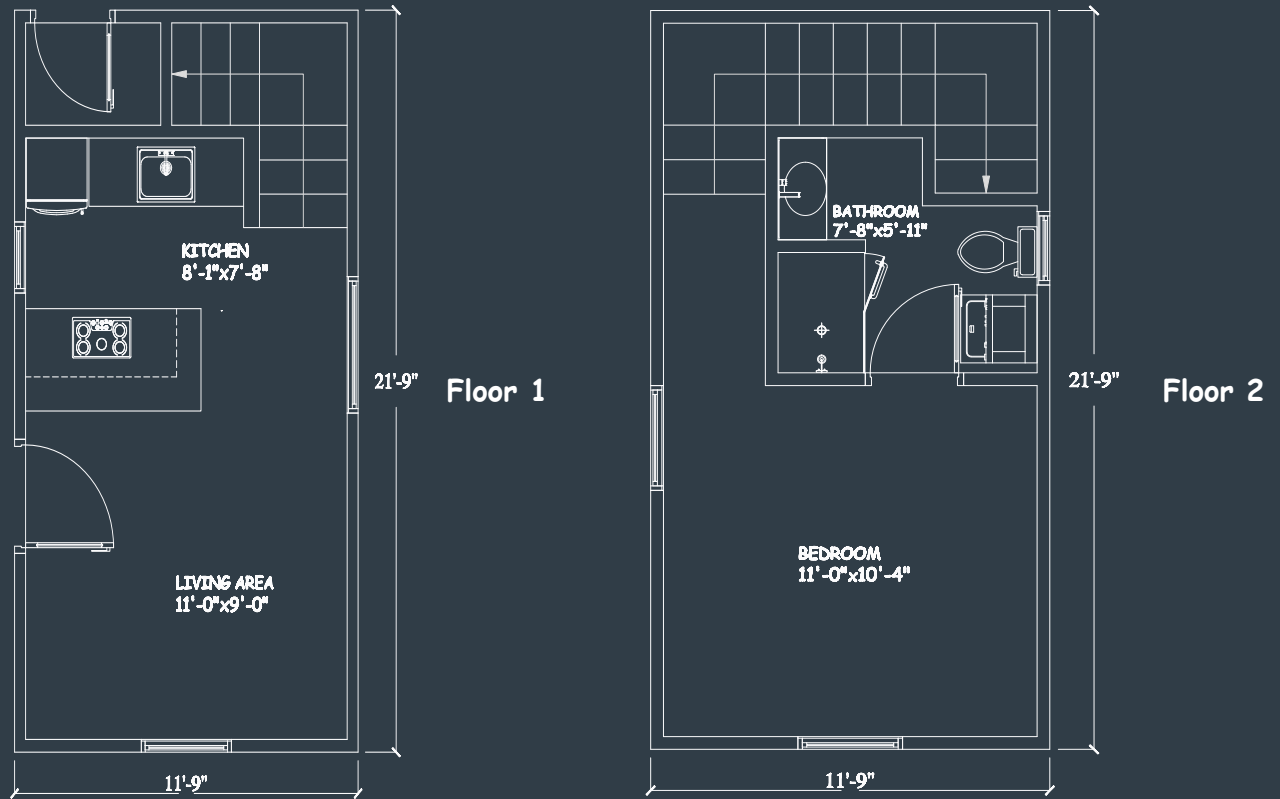 KITCHEN
8'-1"x7'-8"
21'-9"
Floor 1
LIVING AREA
11'-0"x9'-0"
11'-9"
BATHROOM
7'-8"x5'-11"
21'-9"
Floor 2
BEDROOM
11'-0"x10'-4"
11'-9"